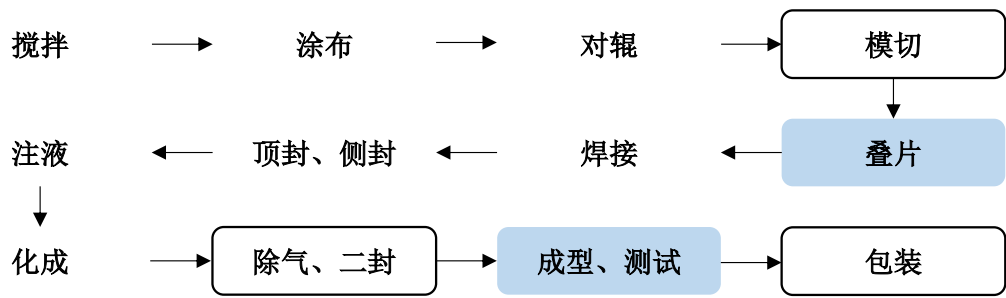 搅拌 涂布 对辊 模切
注液 顶封、侧封 焊接 叠片
化成 除气、二封 成型、测试 包装